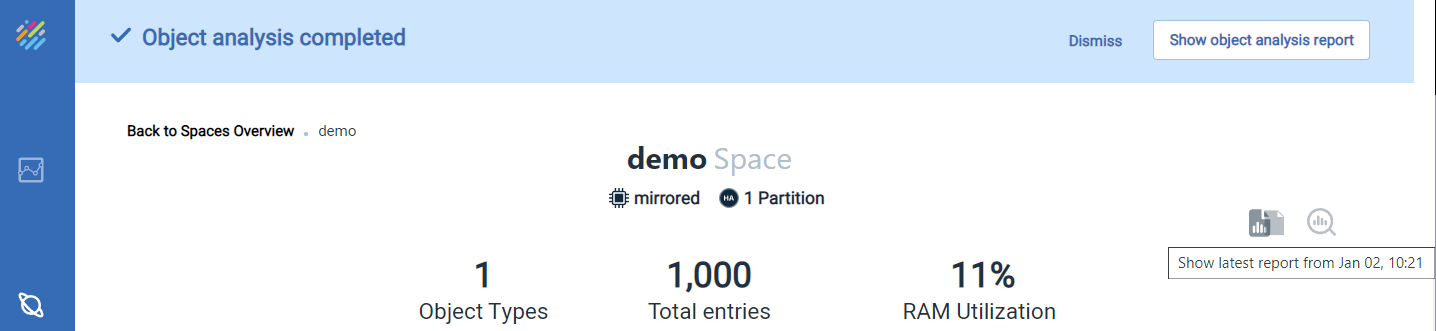 Object analysis completed
Dismiss
Show object analysis report
Back to Spaces Overview • demo
demo Space
mirrored HA 1 Partition
Show latest report from Jan 02, 10:21
1 1,000 11%
Object Types Total entries RAM Utilization